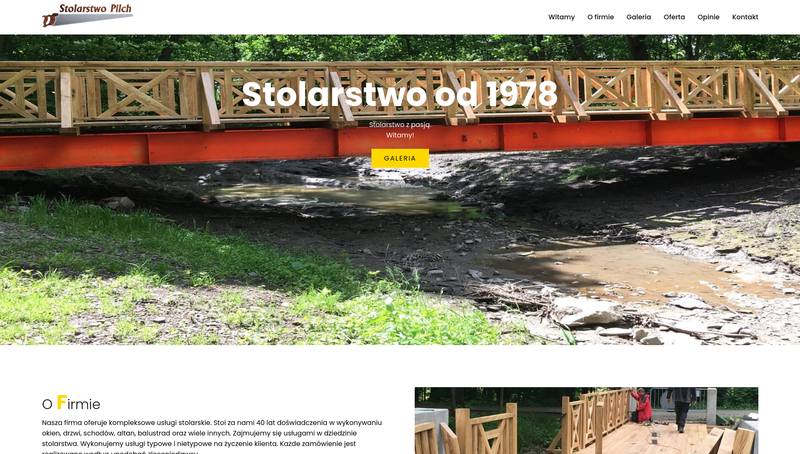 Stolarstwo Pilch
Witamy
O firmie
Galeria
Oferta
Opinie
Kontakt
Stolarstwo od 1978
Stolarstwo z pasją.
Witamy!
GALERIA
O Firmie
Nasza firma oferuje kompleksowe usługi stolarskie. Stoi za nami 40 lat doświadczenia w wykonywaniu
okien, drzwi, schodów, altan, balustrad oraz wiele innych. Zajmujemy się usługami w dziedzinie
stolarstwa. Wykonujemy usługi typowe i nietypowe na życzenie klienta. Każde zamówienie jest